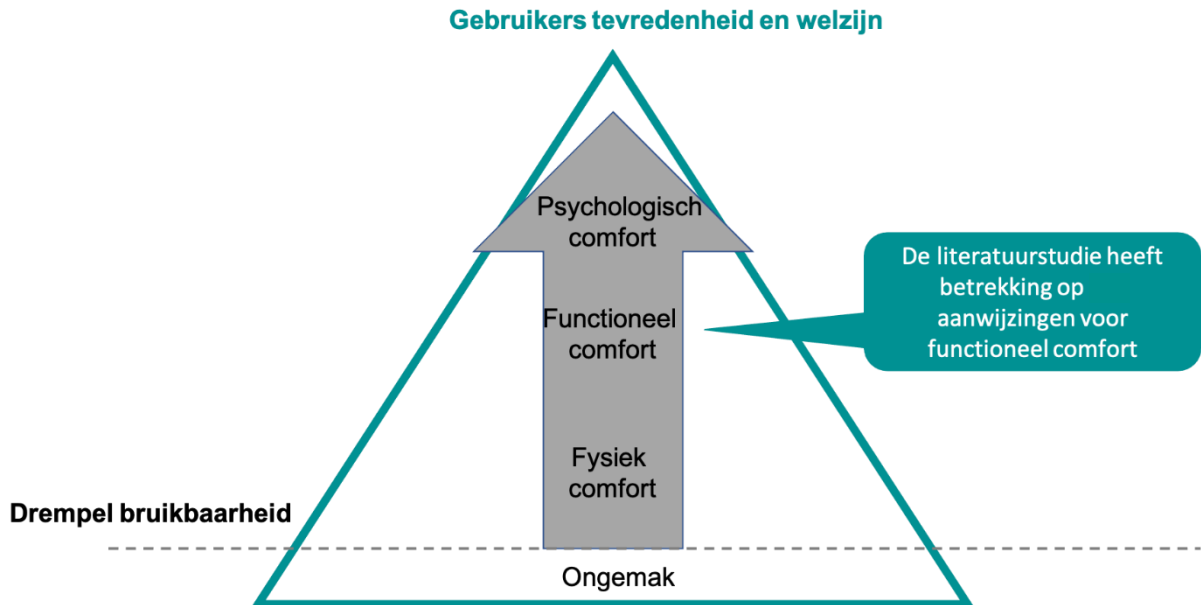 Gebruikers tevredenheid en welzijn
Psychologisch
comfort
De literatuurstudie heeft
betrekking op
aanwijzingen voor
functioneel comfort
Functioneel
comfort
Fysiek
comfort
Drempel bruikbaarheid
Ongemak